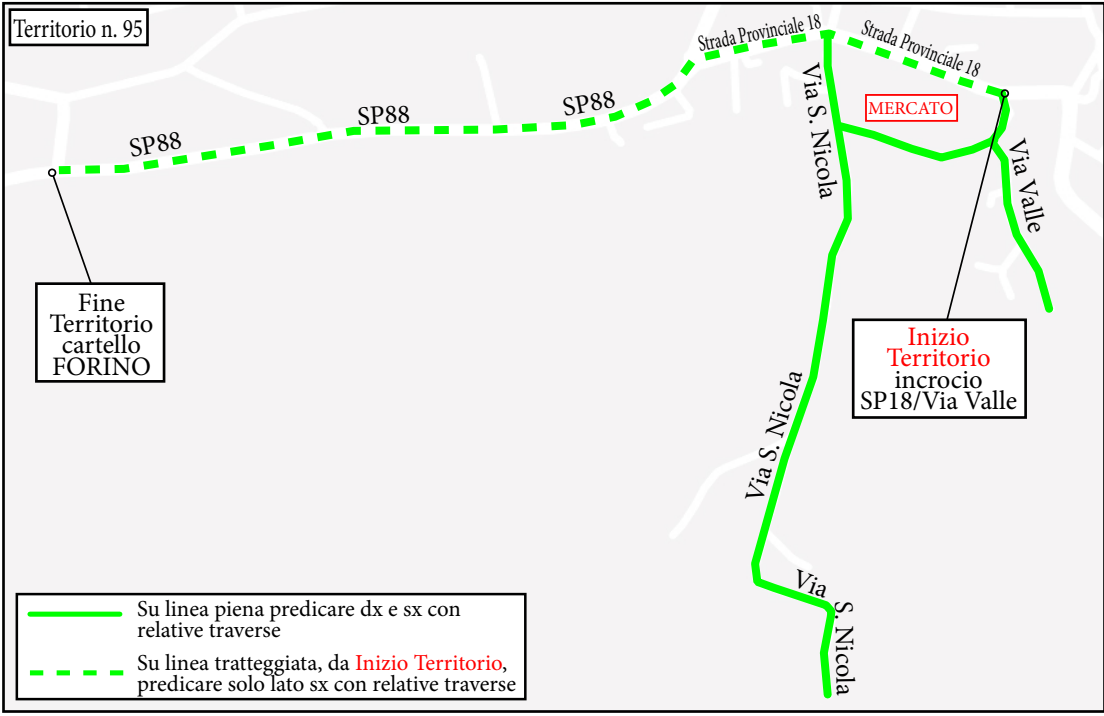 Territorio n. 95
Strada Provinciale 18
Strada Provinciale 18
SP88
SP88
SP88
Via S. Nicola
MERCATO
Via Valle
Fine
Territorio
cartello
FORINO
Inizio
Territorio
incrocio
SP18/Via Valle
Via S. Nicola
Via S. Nicola
Su linea piena predicare dx e sx con
relative traverse
Su linea tratteggiata, da Inizio Territorio,
predicare solo lato sx con relative traverse